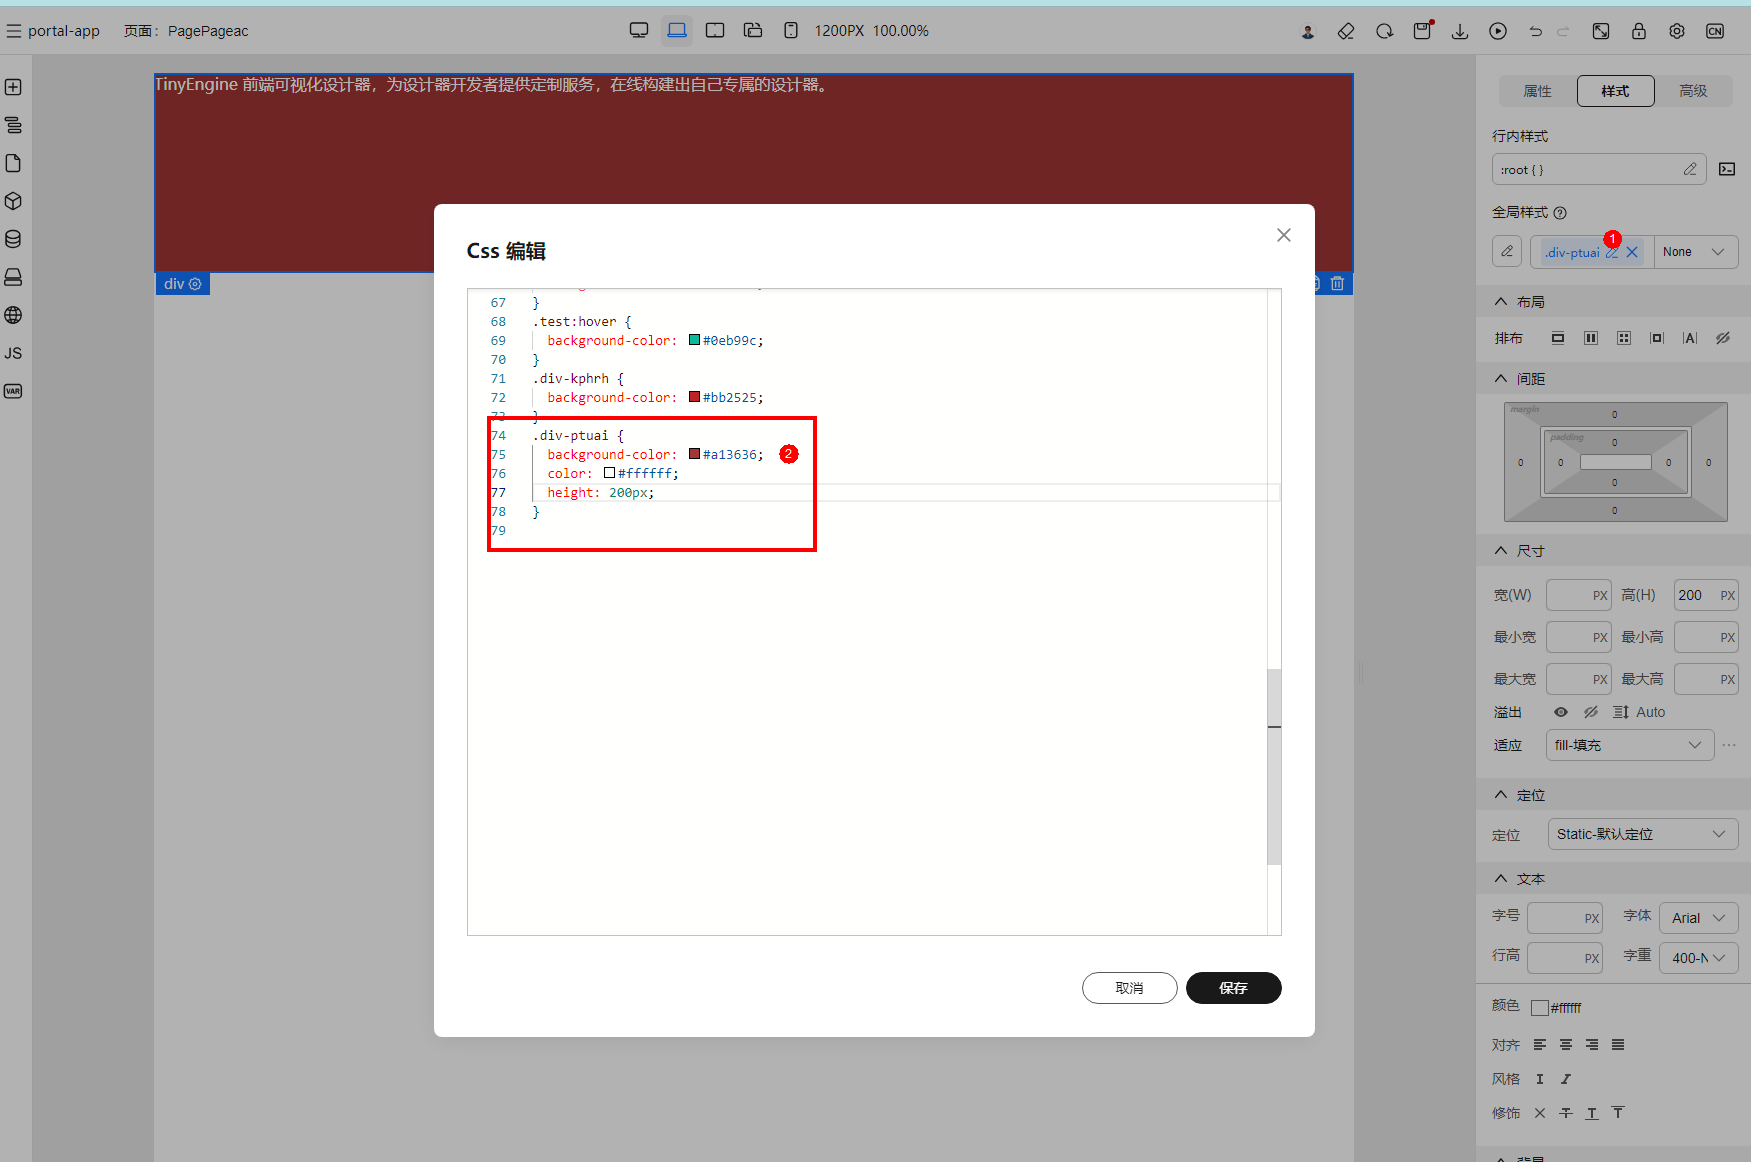 portal-app 页面： PagePageac 1200PX 100.00% CN
TinyEngine 前端可视化设计器，为设计器开发者提供定制服务，在线构建出自己专属的设计器。
div
JS
VAR
Css 编辑
67 }
68 .test:hover {
69 background-color: #0eb99c;
70 }
71 .div-kphrh {
72 background-color: #bb2525;
73 }
74 .div-ptuai {
75 background-color: #a13636; 2
76 color: #ffffff;
77 height: 200px;
78 }
79
取消 保存
属性 样式 高级
行内样式
:root { }
全局样式
1
.div-ptuai None
布局
排布
间距
margin 0
padding 0
0 0 0 0
0
0
尺寸
宽(W) PX 高(H) 200 PX
最小宽 PX 最小高 PX
最大宽 PX 最大高 PX
溢出 Auto
适应 fill-填充
定位
定位 Static-默认定位
文本
字号 PX 字体 Arial
行高 PX 字重 400-N
颜色 #ffffff
对齐
风格
修饰
背景